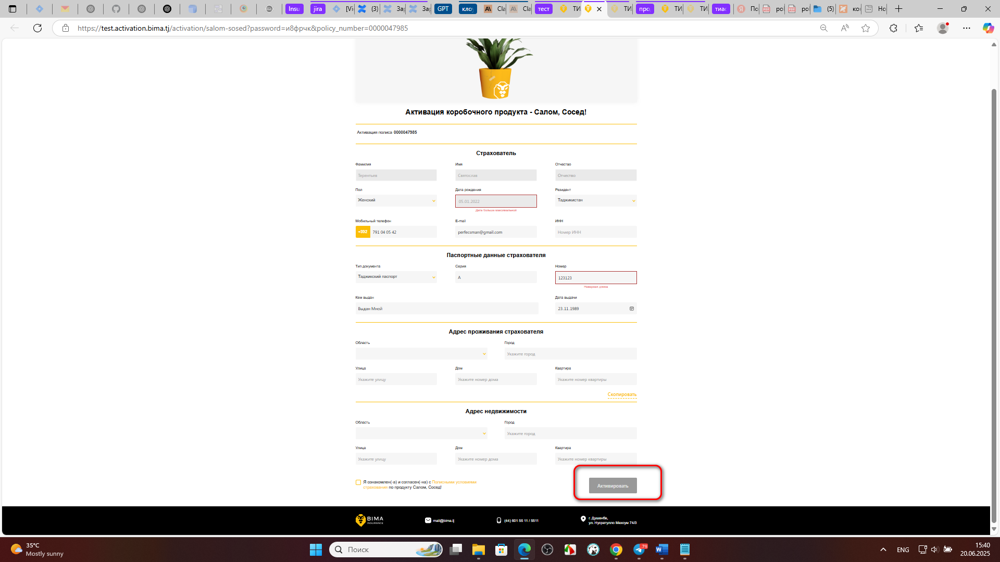 Insu
jira
[Vi
(3)
За
За
GPT
клоу
Cla
Cla
тест
ТИ
ТИ
про
ТИ
ТИ
тиас
По
po
po
(5)
ко
Но
https://test.activation.bima.tj/activation/salom-sosed?password=и8фрчк&policy_number=0000047985
Активация коробочного продукта - Салом, Сосед!
Активация полиса 0000047985
Страхователь
Фамилия Имя Отчество
Терентьев Святослав Отчество
Пол Дата рождения Резидент
Женский 05.01.2022 Таджикистан
Дата больше максимальной
Мобильный телефон E-mail ИНН
+992 791 04 05 42 perfecsman@gmail.com Номер ИНН
Паспортные данные страхователя
Тип документа Серия Номер
Таджикский паспорт А 123123
Неверная длина
Кем выдан Дата выдачи
Выдан Мной 23.11.1989
Адрес проживания страхователя
Область Город
Укажите город
Улица Дом Квартира
Укажите улицу Укажите номер дома Укажите номер квартиры
Скопировать
Адрес недвижимости
Область Город
Укажите город
Улица Дом Квартира
Укажите улицу Укажите номер дома Укажите номер квартиры
Я ознакомлен(-а) и согласен(-на) с Полисными условиями
страхования по продукту Салом, Сосед!
Активировать
BIMA
INSURANCE
mail@bima.tj
(44) 601 55 11 / 5511
г. Душанбе,
ул. Нусратулло Махсум 74/3
35°C
Mostly sunny
Поиск
79
ENG
15:40
20.06.2025